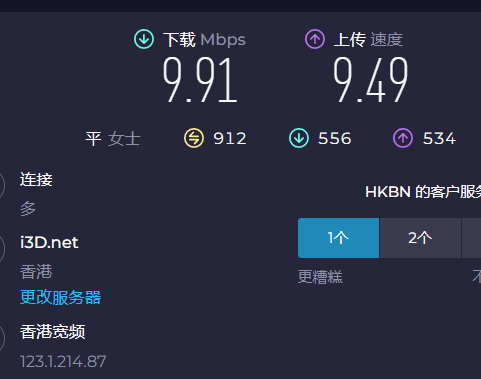 下载 Mbps
上传 速度
9.91
9.49
平 女士
912
556
534
连接
多
i3D.net
香港
更改服务器
香港宽频
123.1.214.87
HKBN 的客户服务
1个
2个
更糟糕